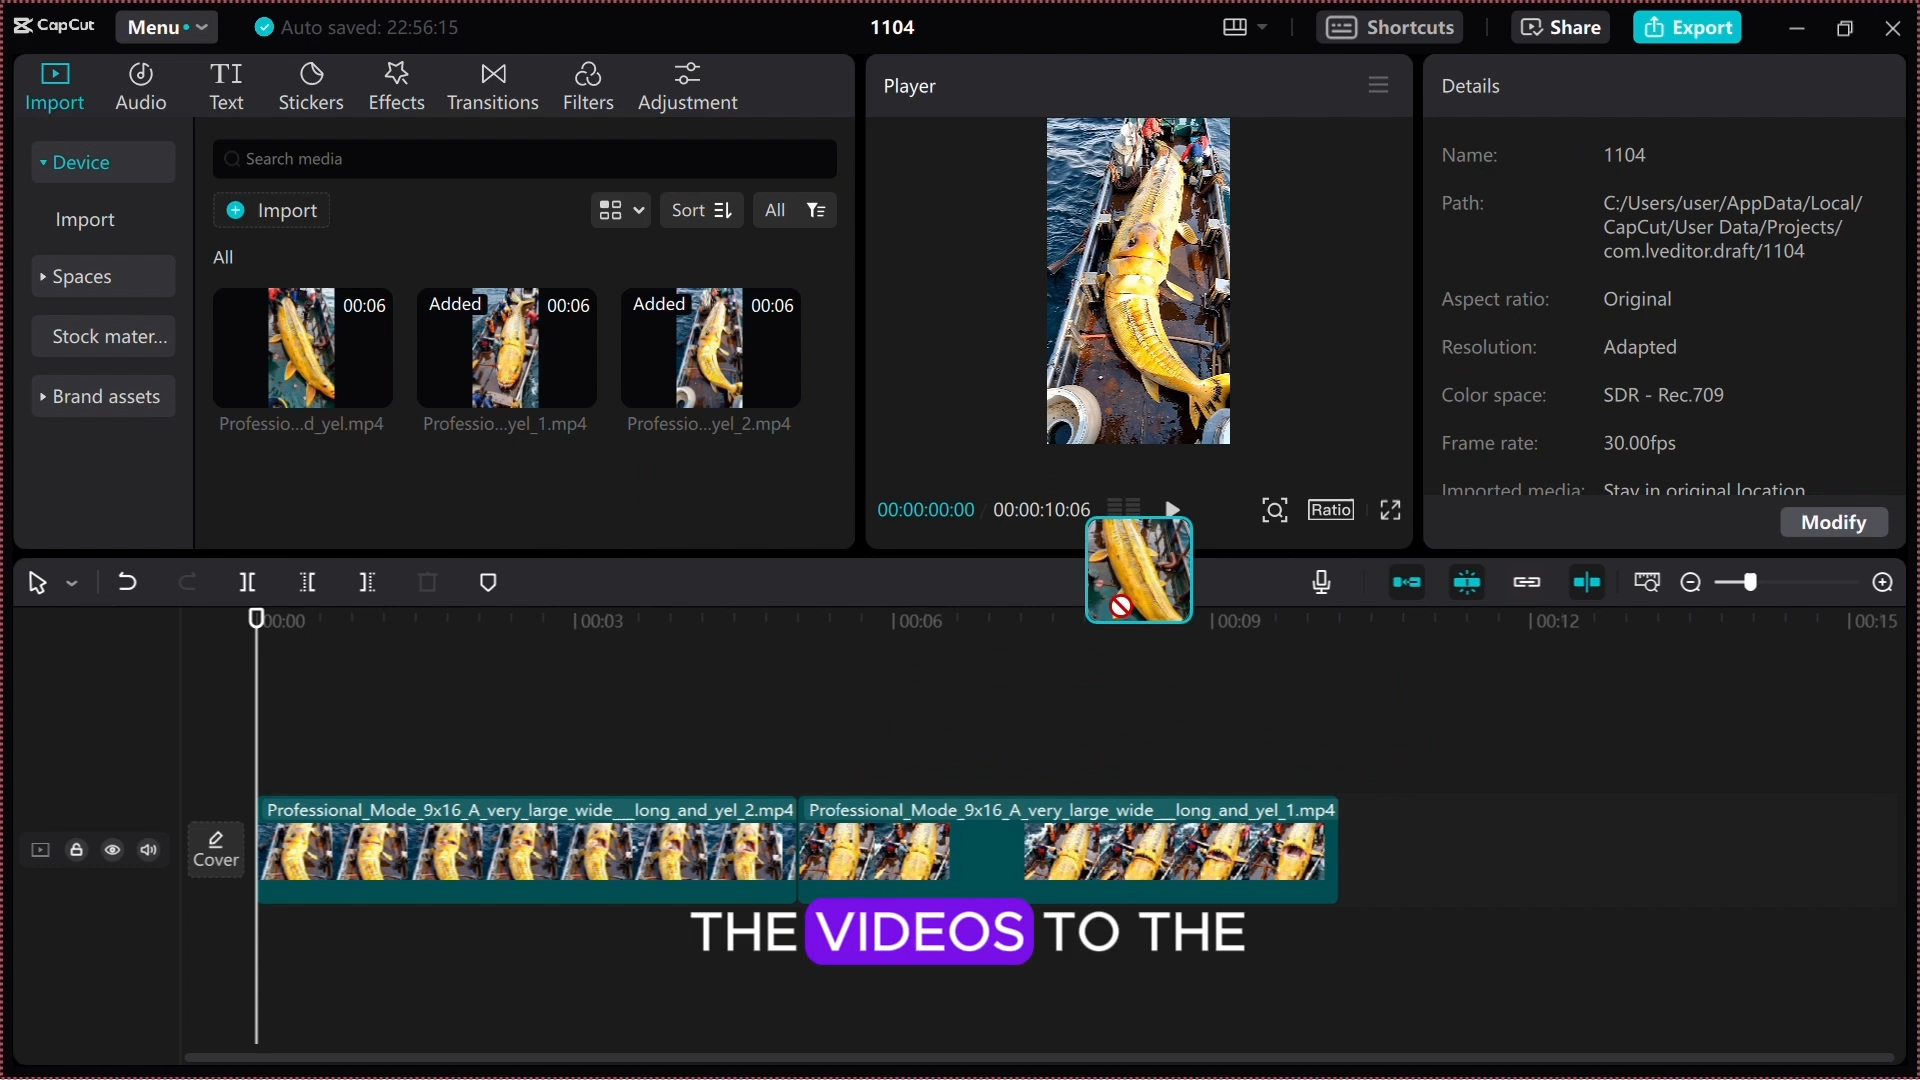 CapCut
Menu
Auto saved: 22:56:15
1104
Shortcuts
Share
Export
Import
Audio
TI
Text
Stickers
Effects
Transitions
Filters
Adjustment
Device
Import
Spaces
Stock mater...
Brand assets
Search media
Import
Sort
All
All
00:06
Professio...d_yel.mp4
Added
00:06
Professio...yel_1.mp4
Added
00:06
Professio...yel_2.mp4
Player
00:00:00:00 / 00:00:10:06
Ratio
Details
Name: 1104
Path: C:/Users/user/AppData/Local/
CapCut/User Data/Projects/
com.lveditor.draft/1104
Aspect ratio: Original
Resolution: Adapted
Color space: SDR - Rec.709
Frame rate: 30.00fps
Imported media: Stay in original location
Modify
00:00
00:03
00:06
00:09
00:12
00:15
Cover
Professional_Mode_9x16_A_very_large_wide__long_and_yel_2.mp4
Professional_Mode_9x16_A_very_large_wide__long_and_yel_1.mp4
THE VIDEOS TO THE